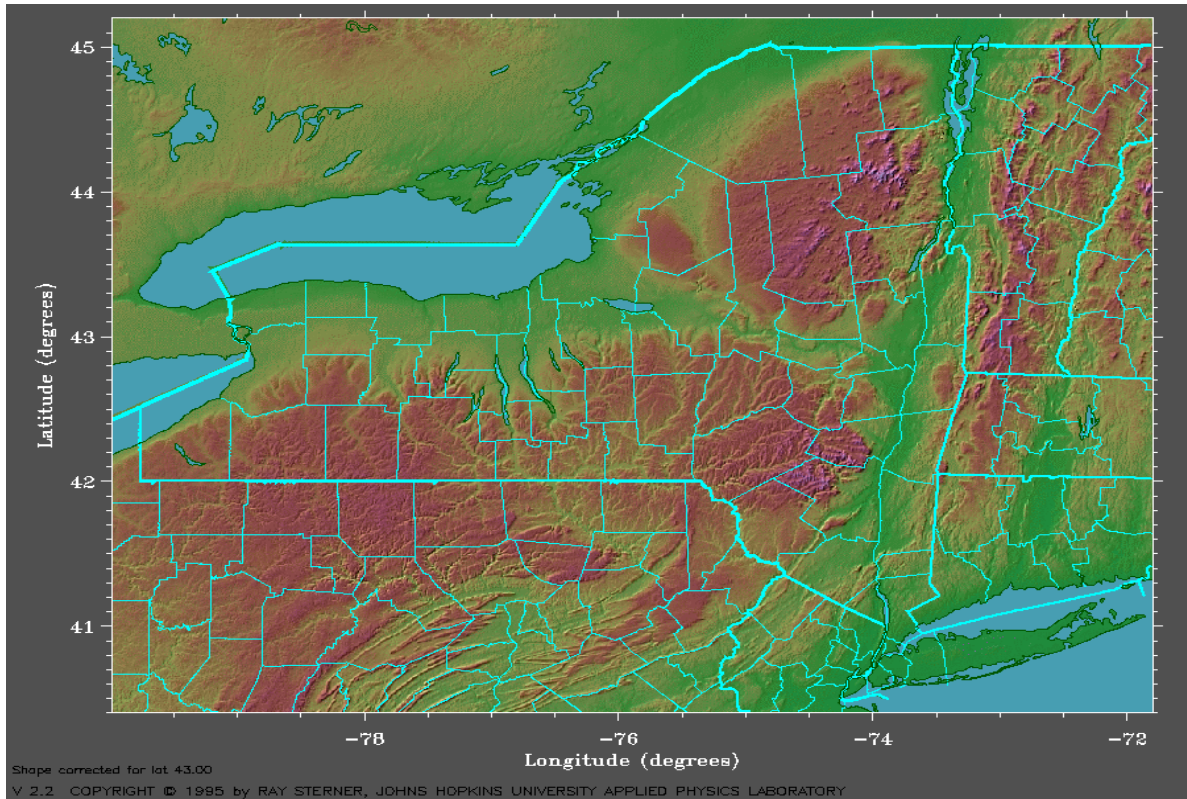 45
44
43
42
41
Latitude (degrees)
-78
-76
-74
-72
Longitude (degrees)
Shape corrected for lat 43.00
V 2.2 COPYRIGHT © 1995 by RAY STERNER, JOHNS HOPKINS UNIVERSITY APPLIED PHYSICS LABORATORY